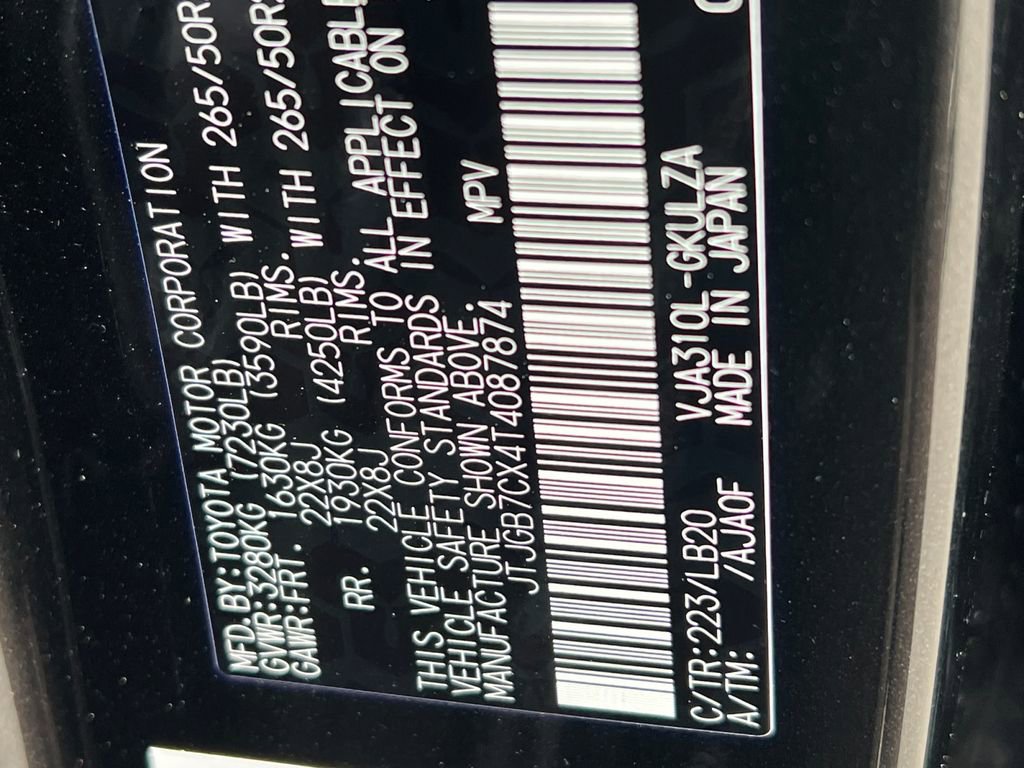 MFD.BY:TOYOTA MOTOR CORPORATION
GVWR:3280KG (7230LB)
GAWR:FRT. 1630KG (3590LB) WITH 265/50R
22X8J RIMS.
RR. 1930KG (4250LB) WITH 265/50R
22X8J RIMS.
THIS VEHICLE CONFORMS TO ALL APPLICABLE
VEHICLE SAFETY STANDARDS IN EFFECT ON
MANUFACTURE SHOWN ABOVE.
JTJGB7CX4T4087874 MPV
C/TR:223/LB20 VJA310L-GKULZA
A/TM: /AJA0F MADE IN JAPAN